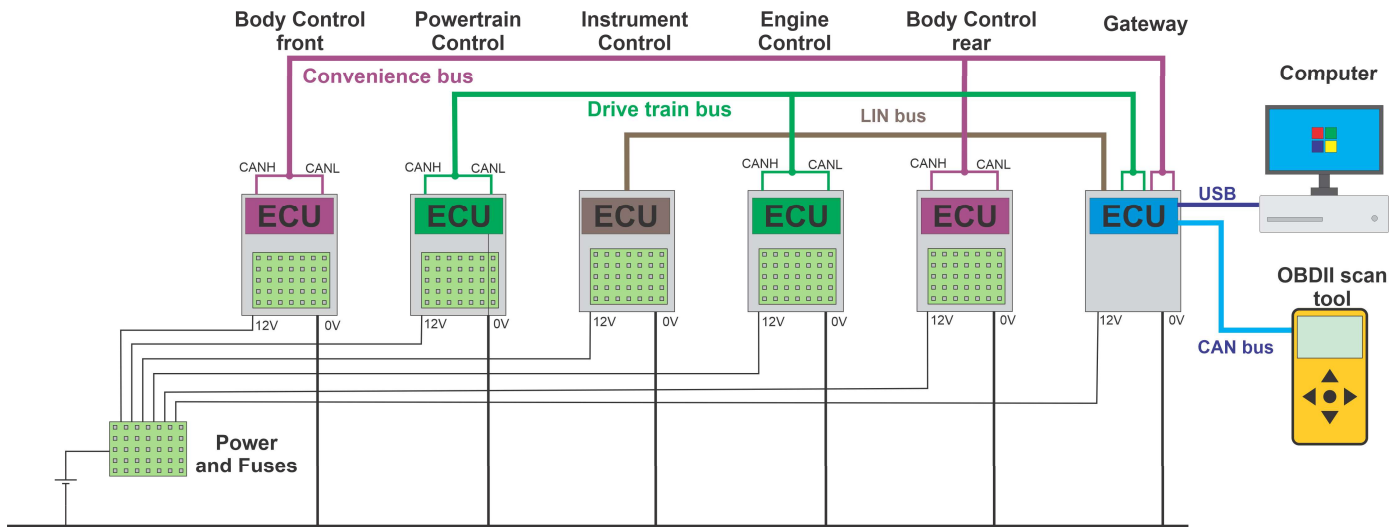 Body Control
front
Powertrain
Control
Instrument
Control
Engine
Control
Body Control
rear
Gateway
Convenience bus
Computer
Drive train bus
LIN bus
CANH CANL
CANH CANL
CANH CANL
CANH CANL
ECU
ECU
ECU
ECU
ECU
ECU
USB
OBDII scan
tool
12V 0V
12V 0V
12V 0V
12V 0V
12V 0V
12V 0V
CAN bus
Power
and Fuses